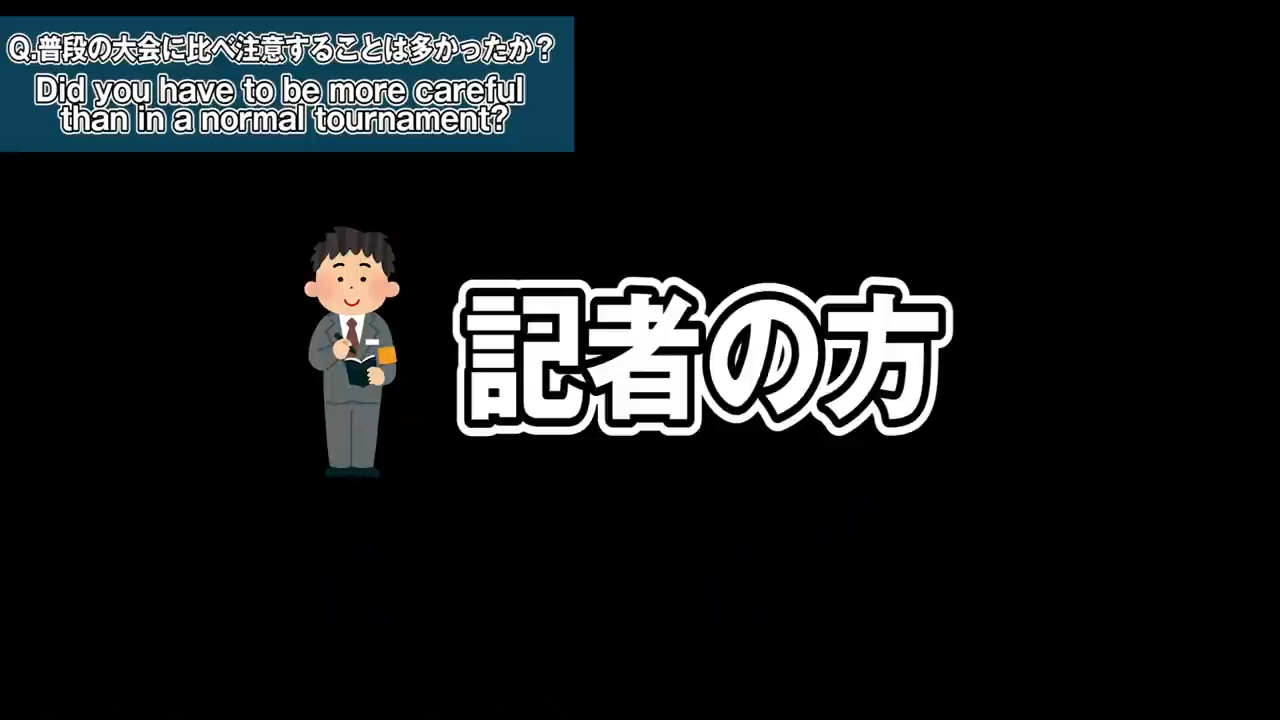 Q.普段の大会に比べ注意することは多かったか？
Did you have to be more careful
than in a normal tournament?
記者の方